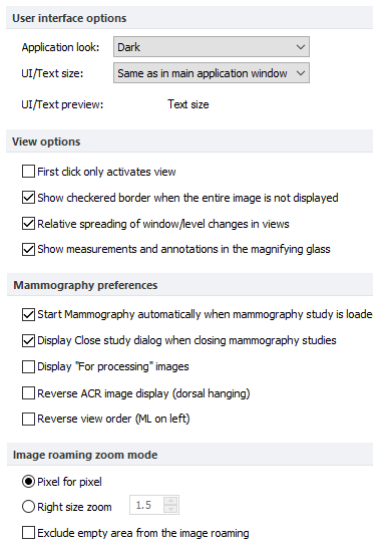 User interface options
Application look: Dark
UI/Text size: Same as in main application window
UI/Text preview: Text size
View options
First click only activates view
Show checkered border when the entire image is not displayed
Relative spreading of window/level changes in views
Show measurements and annotations in the magnifying glass
Mammography preferences
Start Mammography automatically when mammography study is loade
Display Close study dialog when closing mammography studies
Display "For processing" images
Reverse ACR image display (dorsal hanging)
Reverse view order (ML on left)
Image roaming zoom mode
Pixel for pixel
Right size zoom 1.5
Exclude empty area from the image roaming